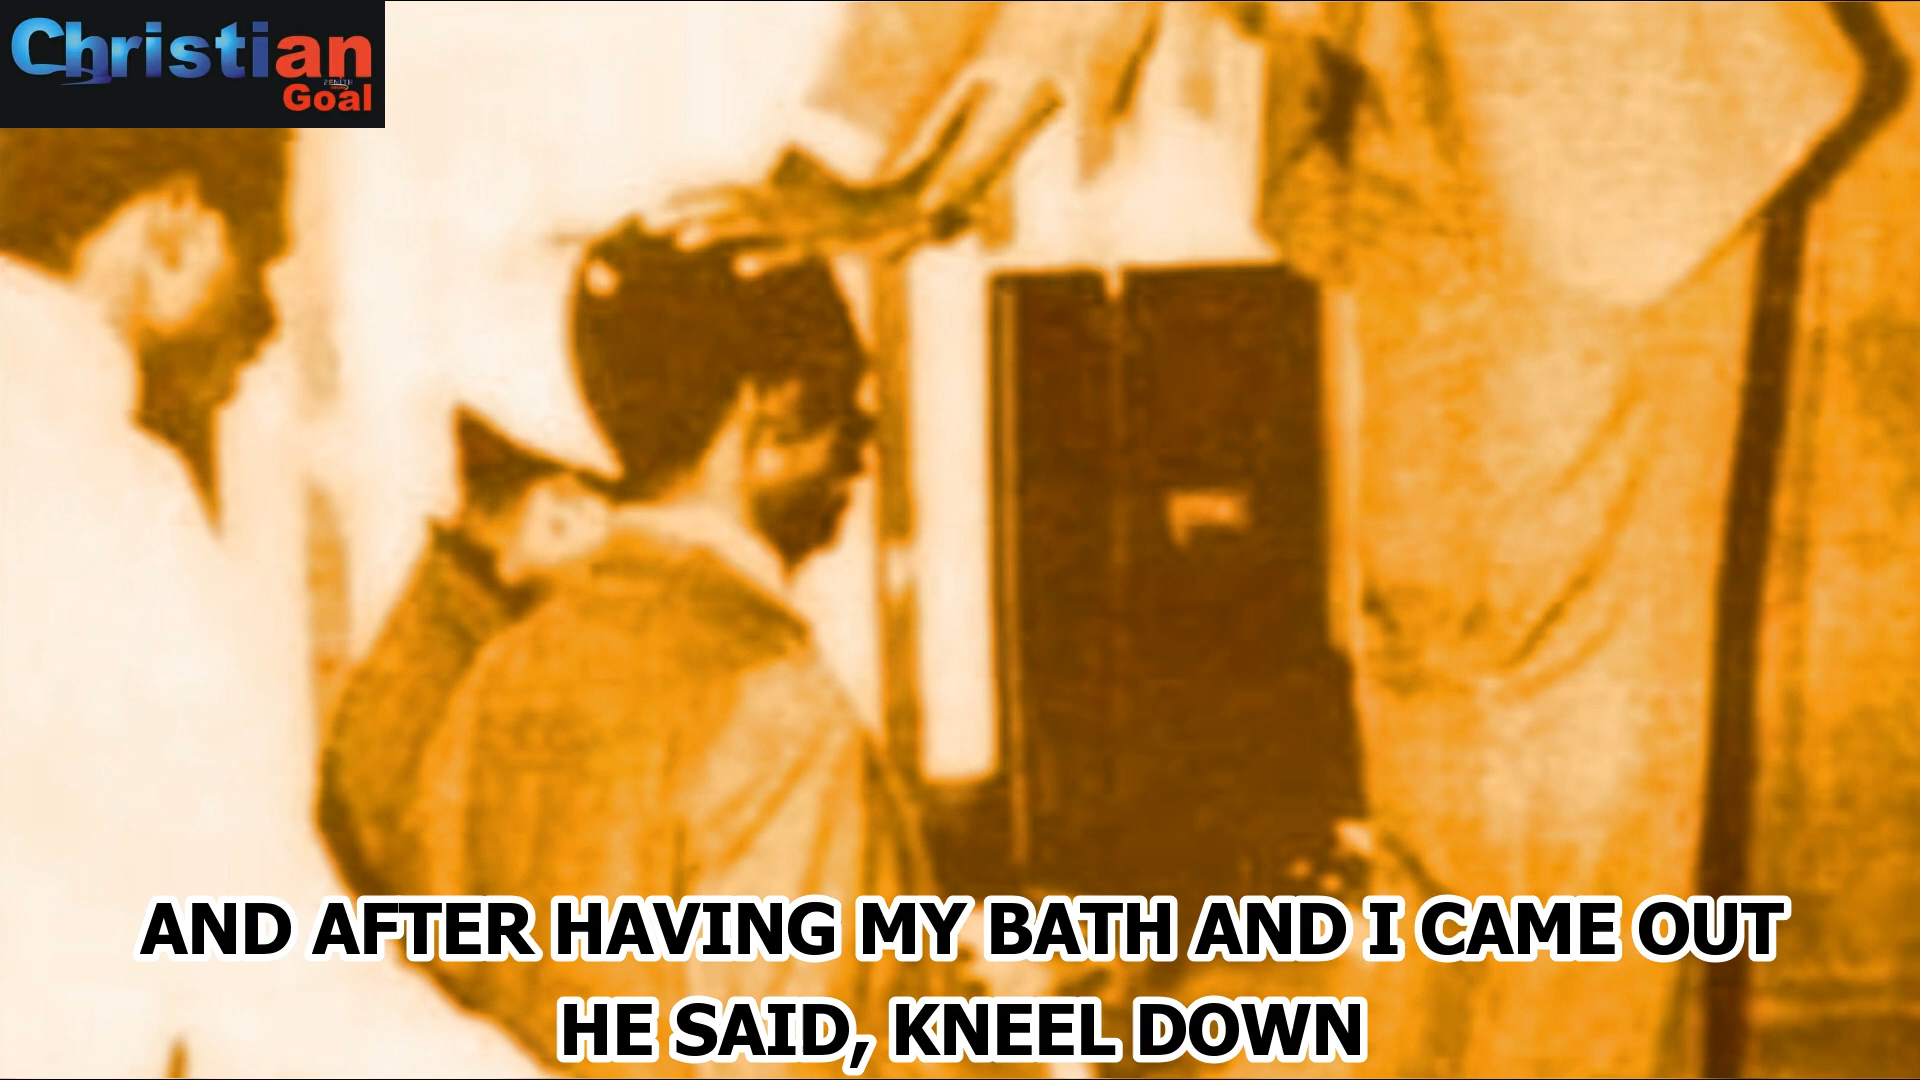 Christian
Goal
AND AFTER HAVING MY BATH AND I CAME OUT
HE SAID, KNEEL DOWN